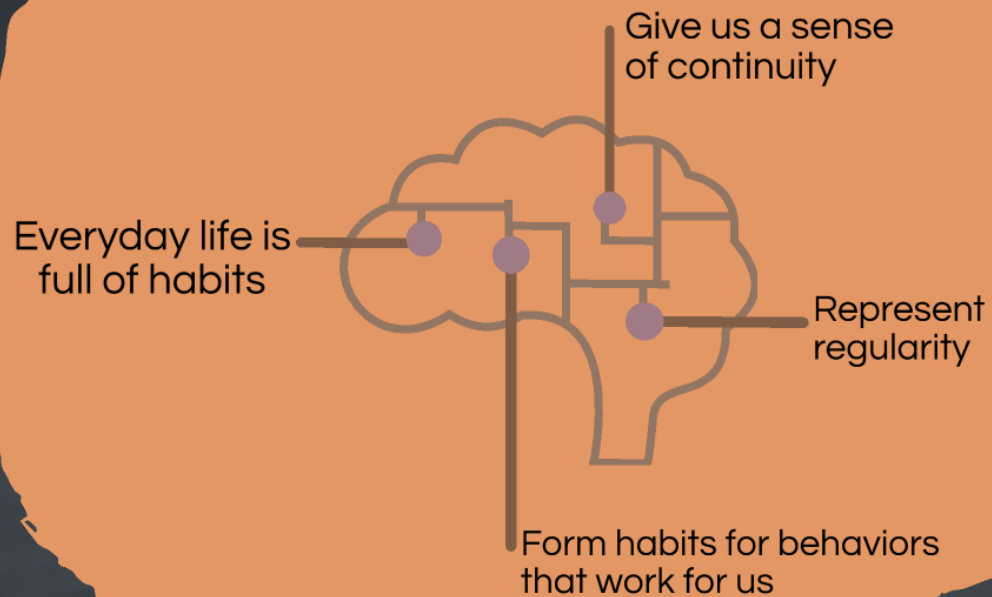 Give us a sense
of continuity
Everyday life is
full of habits
Represent
regularity
Form habits for behaviors
that work for us